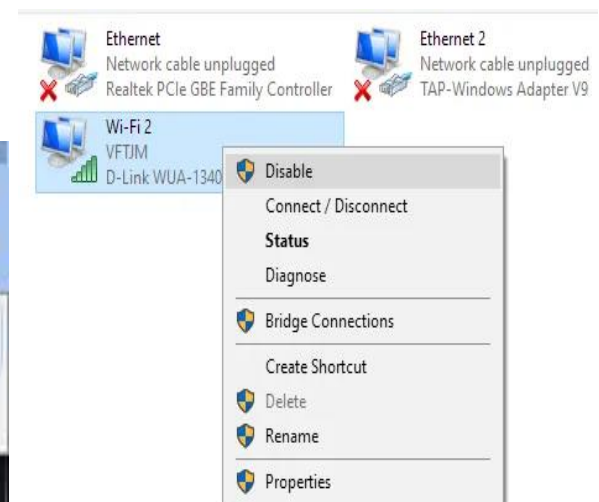 Ethernet
Network cable unplugged
Realtek PCIe GBE Family Controller
Ethernet 2
Network cable unplugged
TAP-Windows Adapter V9
Wi-Fi 2
VFTJM
D-Link WUA-1340
Disable
Connect / Disconnect
Status
Diagnose
Bridge Connections
Create Shortcut
Delete
Rename
Properties